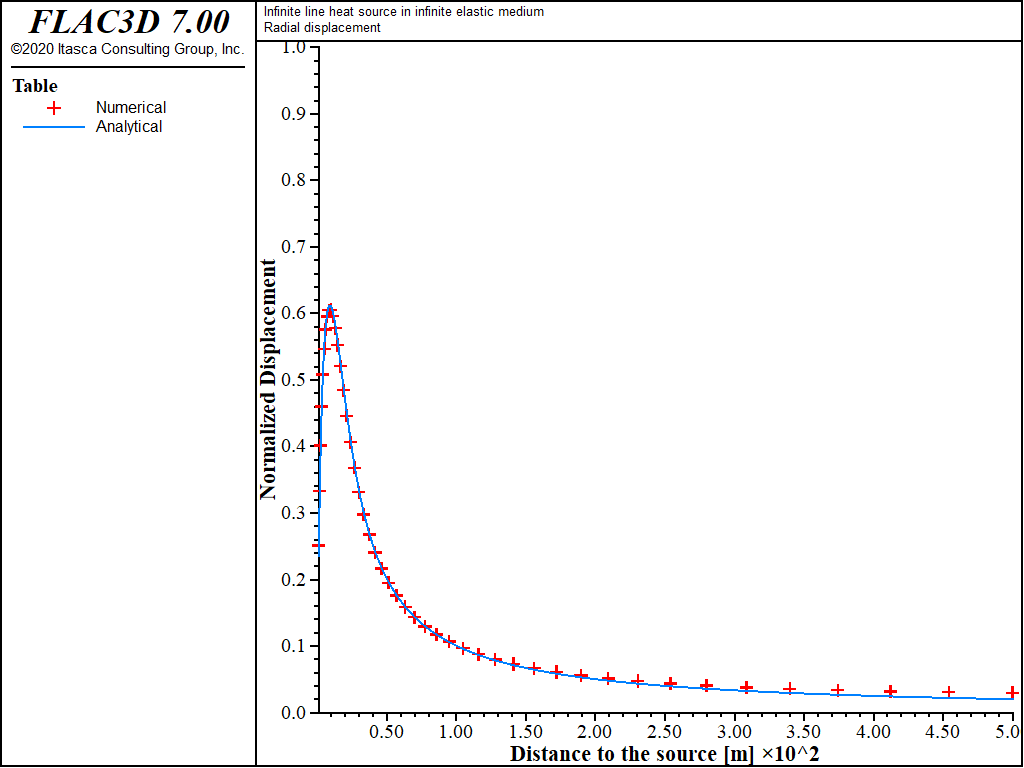 FLAC3D 7.00
©2020 Itasca Consulting Group, Inc.
Table
Numerical
Analytical
Infinite line heat source in infinite elastic medium
Radial displacement
1.0
0.9
0.8
0.7
0.6
0.5
0.4
0.3
0.2
0.1
0.0
Normalized Displacement
0.50 1.00 1.50 2.00 2.50 3.00 3.50 4.00 4.50 5.0
Distance to the source [m] ×10^2